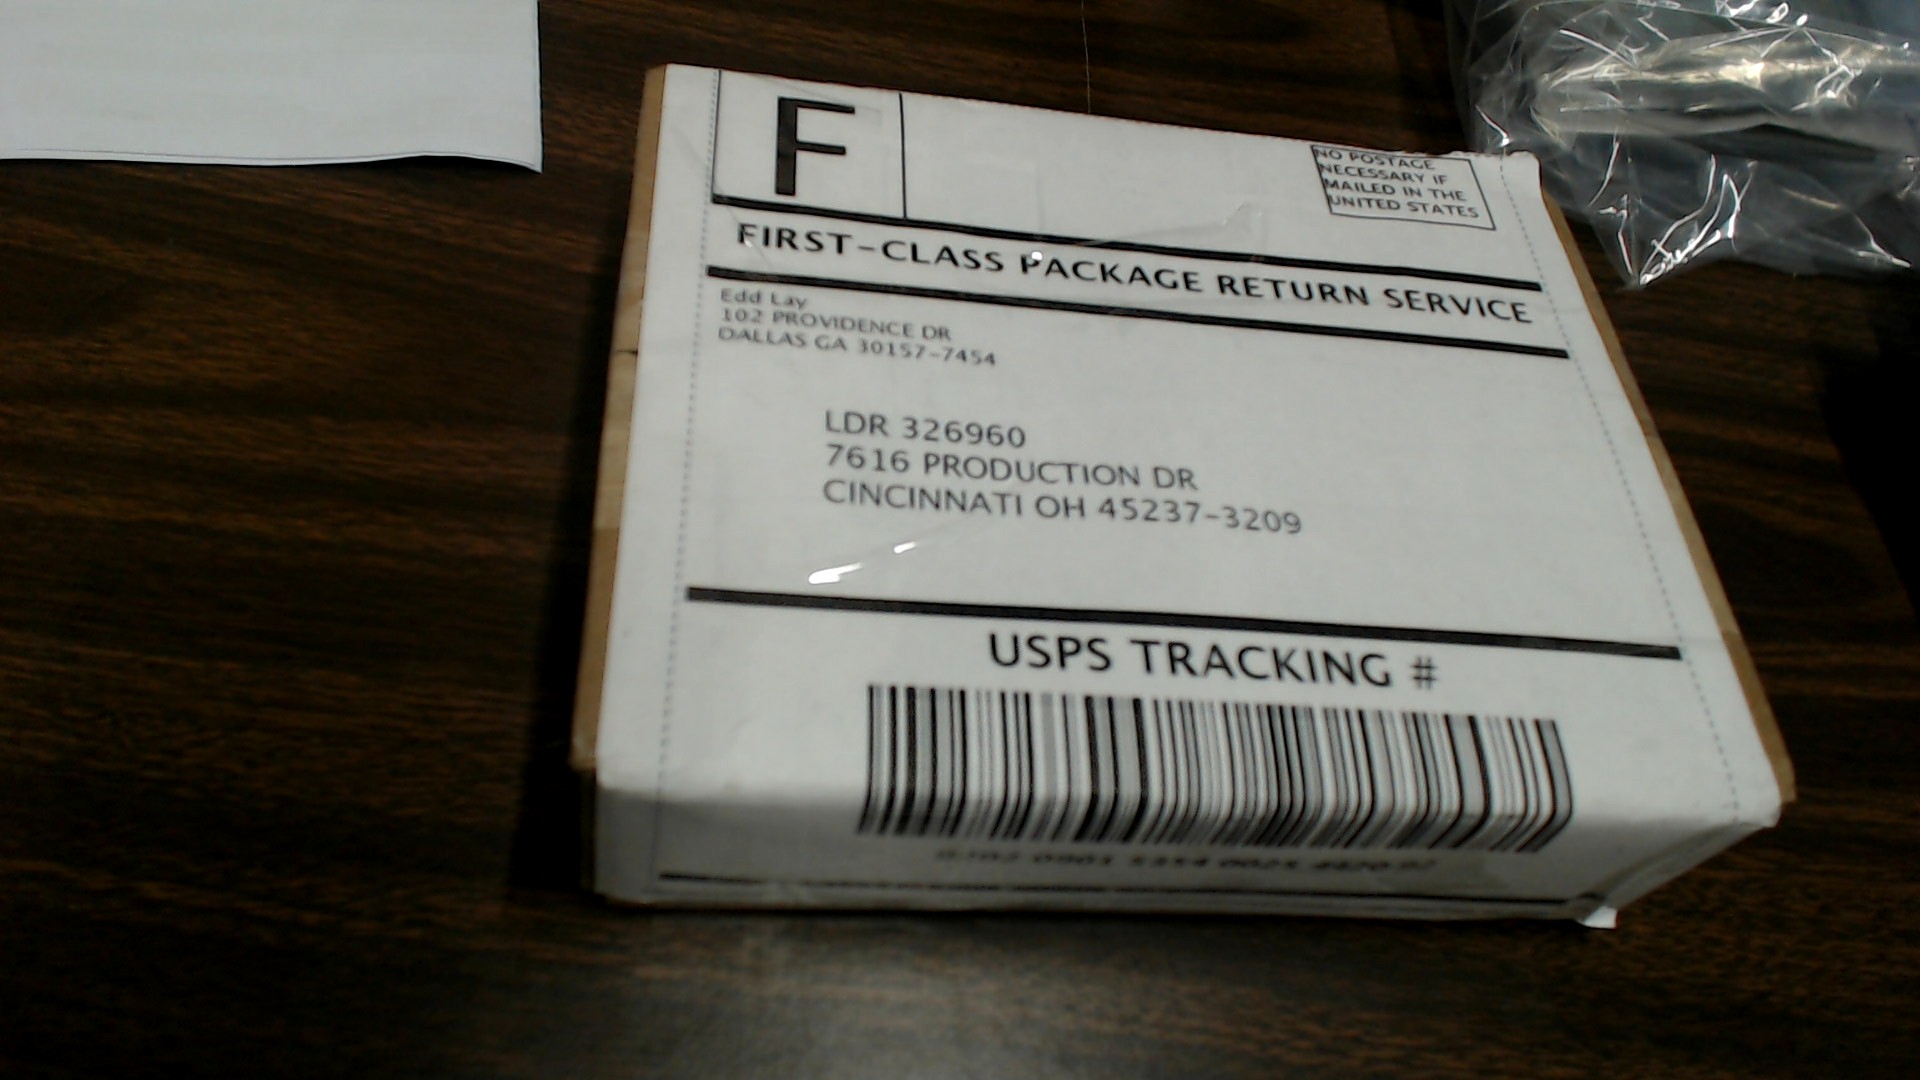 F
NO POSTAGE
NECESSARY IF
MAILED IN THE
UNITED STATES
FIRST-CLASS PACKAGE RETURN SERVICE
Edd Lay
102 PROVIDENCE DR
DALLAS GA 30157-7454
LDR 326960
7616 PRODUCTION DR
CINCINNATI OH 45237-3209
USPS TRACKING #